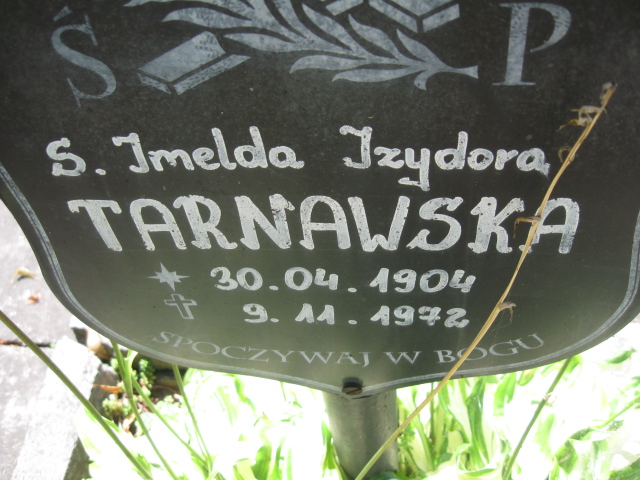 Ś P
S. Imelda Izydora
TARNAWSKA
30.04.1904
9.11.1972
SPOCZYWAJ W BOGU